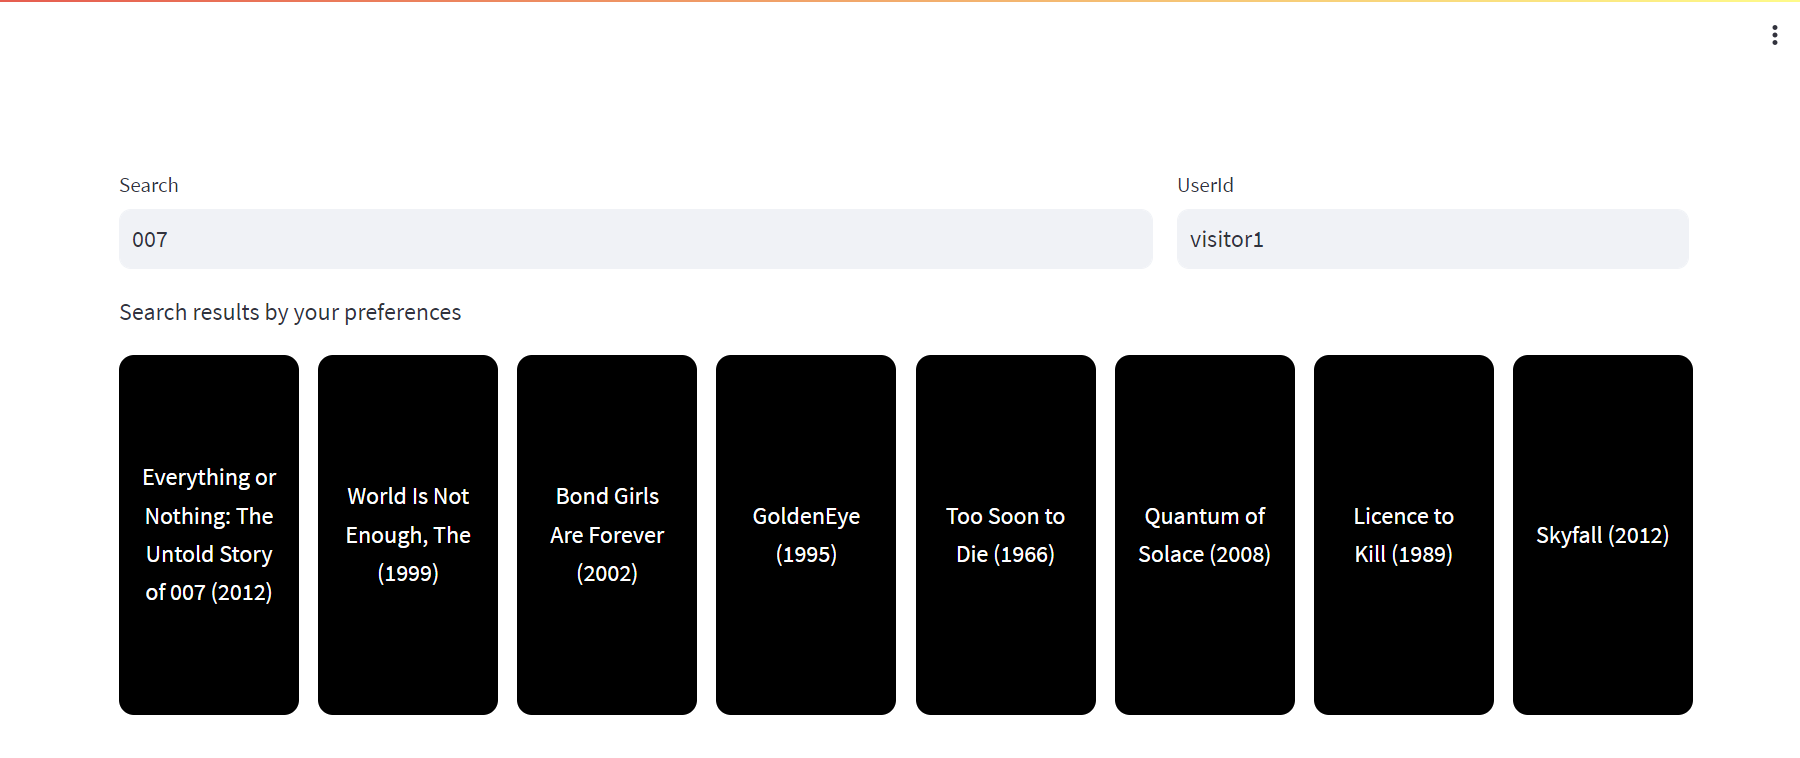 Search
UserId
007
visitor1
Search results by your preferences
Everything or
Nothing: The
Untold Story
of 007 (2012)
World Is Not
Enough, The
(1999)
Bond Girls
Are Forever
(2002)
GoldenEye
(1995)
Too Soon to
Die (1966)
Quantum of
Solace (2008)
Licence to
Kill (1989)
Skyfall (2012)